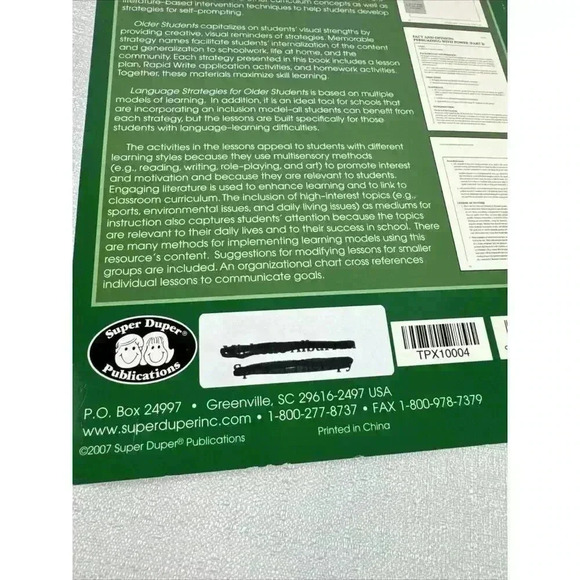 literature-based intervention techniques to help students develop
strategies for self-prompting.
Older Students capitalizes on students' visual strengths by
providing creative, visual reminders of strategies. Memorable
strategy names facilitate students' internalization of the content
and generalization to schoolwork, life at home, and the
community. Each strategy presented in this book includes a lesson
plan, Rapid Write application activities, and homework activities.
Together, these materials maximize skill learning.
Language Strategies for Older Students is based on multiple
models of learning. In addition, it is an ideal tool for schools that
are incorporating an inclusion model–all students can benefit from
each strategy, but the lessons are built specifically for those
students with language–learning difficulties.
The activities in the lessons appeal to students with different
learning styles because they use multisensory methods
(e.g., reading, writing, role-playing, and art) to promote interest
and motivation and because they are relevant to students.
Engaging literature is used to enhance learning and to link to
classroom curriculum. The inclusion of high-interest topics (e.g.,
sports, environmental issues, and daily living issues) as mediums for
instruction also captures students' attention because the topics
are relevant to their daily lives and to their success in school. There
are many methods for implementing learning models using this
resource's content. Suggestions for modifying lessons for smaller
groups are included. An organizational chart cross references
individual lessons to communicate goals.
Super Duper®
Publications
TPX10004
P.O. Box 24997 • Greenville, SC 29616-2497 USA
www.superduperinc.com • 1-800-277-8737 • FAX 1-800-978-7379
©2007 Super Duper® Publications
Printed in China